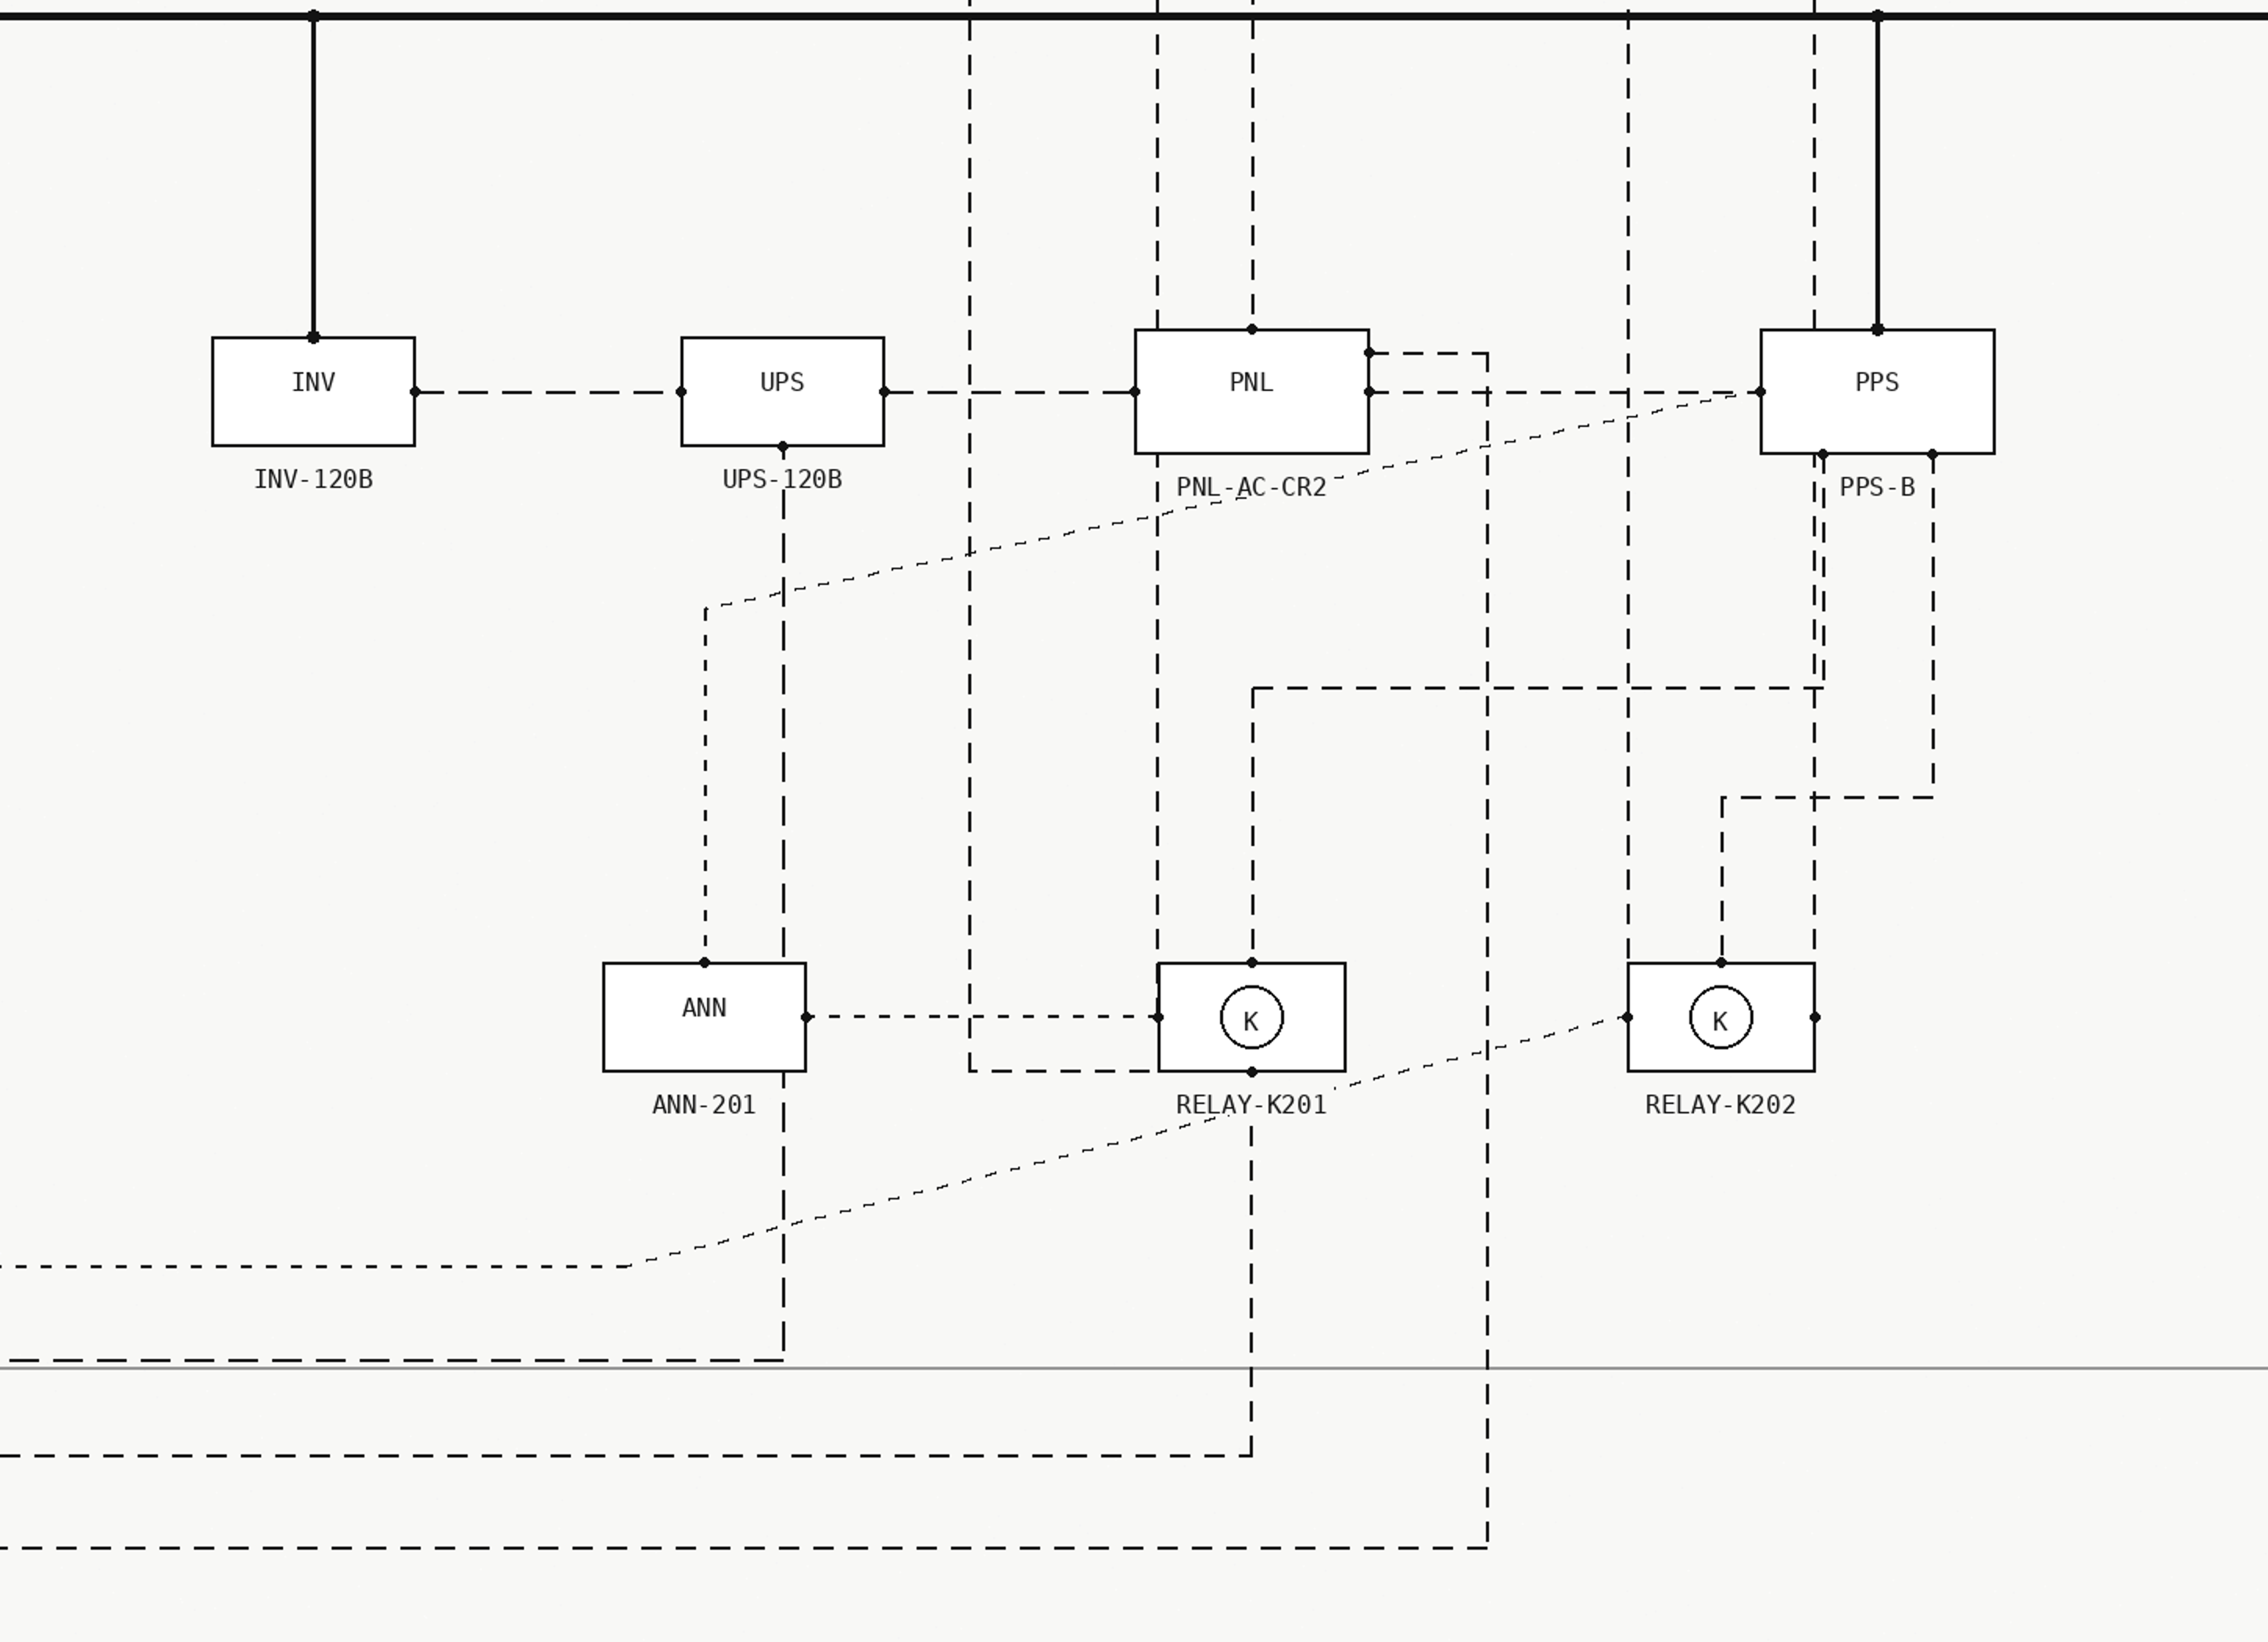 INV
UPS
PNL
PPS
INV-120B
UPS-120B
PNL-AC-CR2
PPS-B
ANN
K
K
ANN-201
RELAY-K201
RELAY-K202